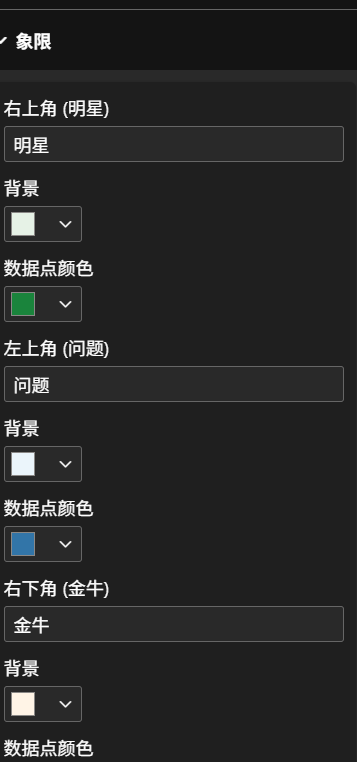 象限
右上角 (明星)
明星
背景
数据点颜色
左上角 (问题)
问题
背景
数据点颜色
右下角 (金牛)
金牛
背景
数据点颜色